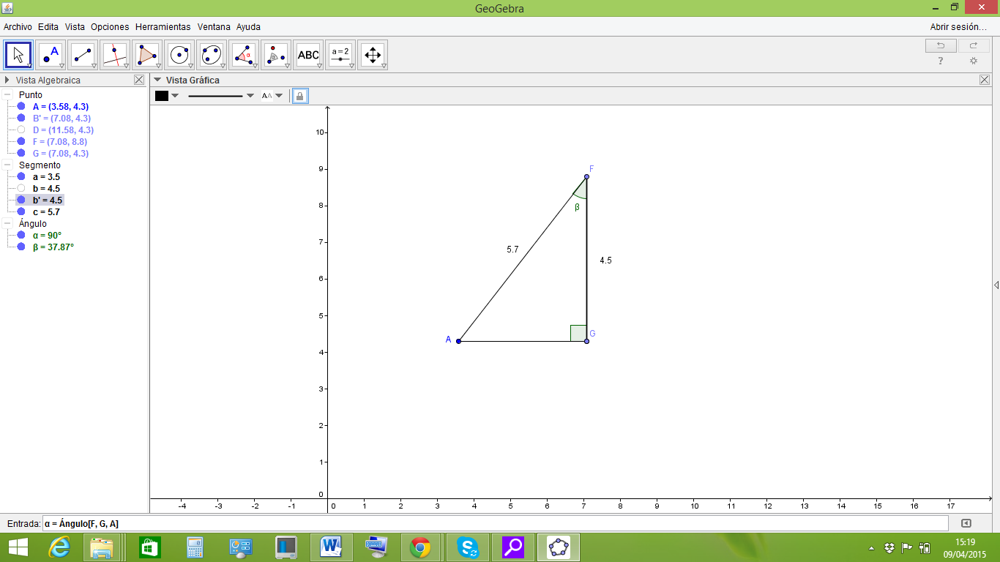 GeoGebra
Archivo Edita Vista Opciones Herramientas Ventana Ayuda Abrir sesión...
A ABC a=2 α α
Vista Algebraica
Punto
A = (3.58, 4.3)
B' = (7.08, 4.3)
D = (11.58, 4.3)
F = (7.08, 8.8)
G = (7.08, 4.3)
Segmento
a = 3.5
b = 4.5
b' = 4.5
c = 5.7
Ángulo
α = 90°
β = 37.87°
Vista Gráfica
AA
10
9
8
7
6
5
4
3
2
1
0
-4 -3 -2 -1 0 1 2 3 4 5 6 7 8 9 10 11 12 13 14 15 16 17
F
β
5.7
4.5
A
G
Entrada: α = Ángulo[F, G, A]
15:19
09/04/2015